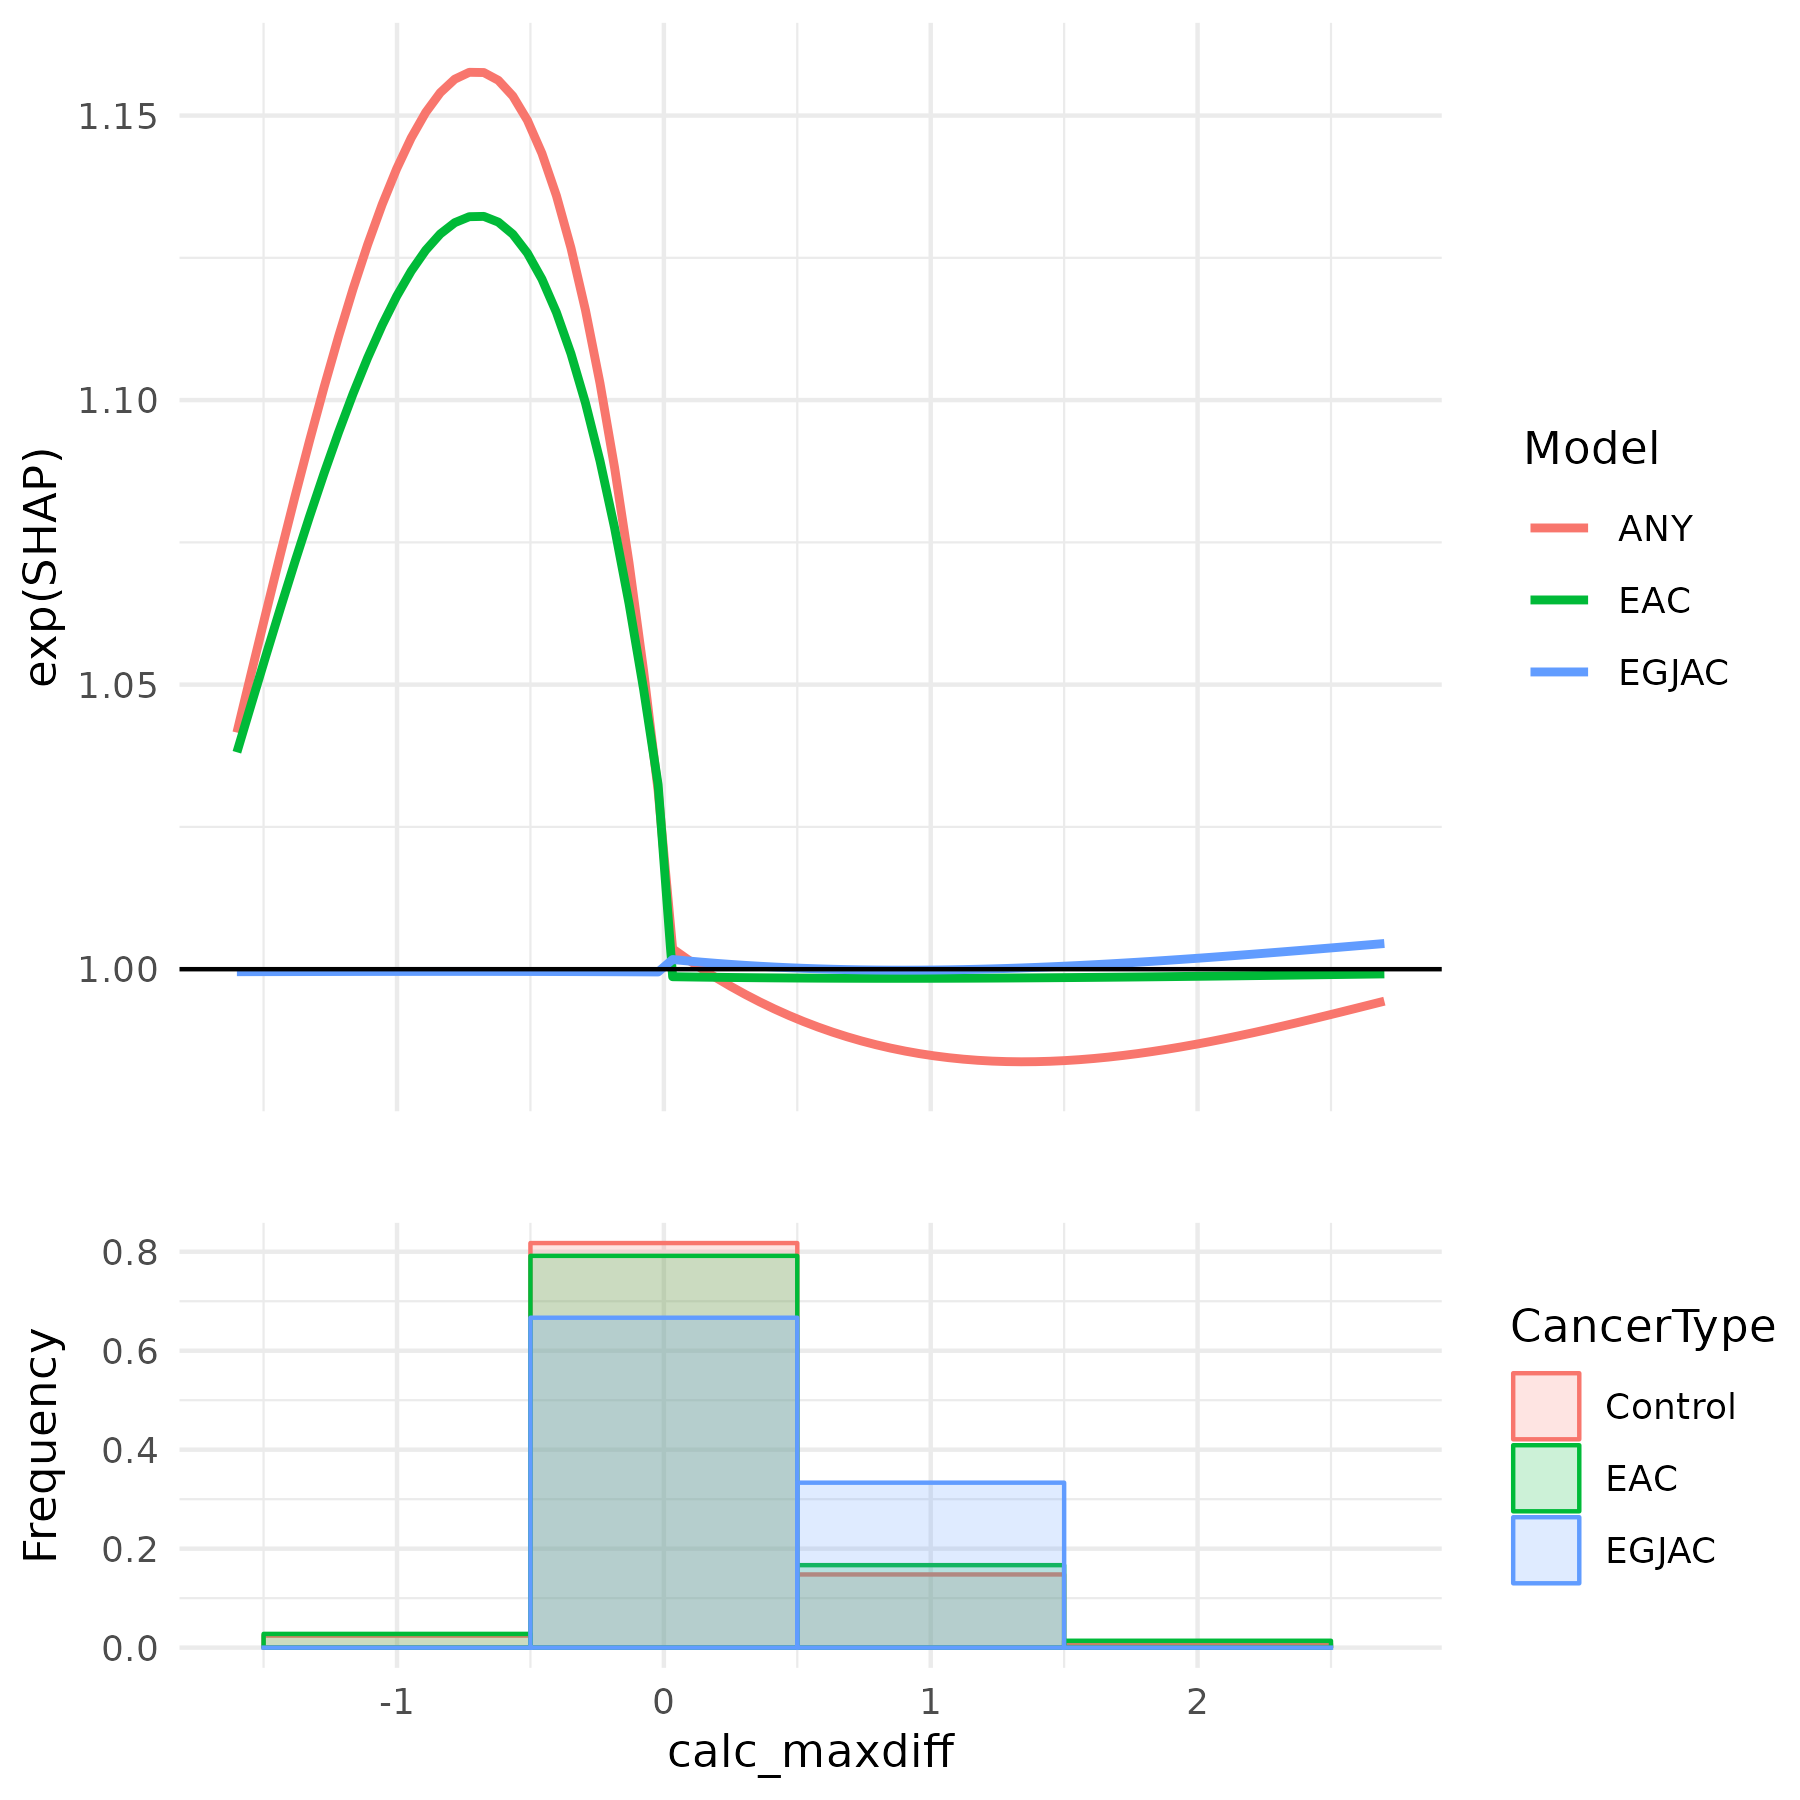 exp(SHAP)
1.15
1.10
1.05
1.00
Model
ANY
EAC
EGJAC
Frequency
0.8
0.6
0.4
0.2
0.0
-1
0
1
2
calc_maxdiff
CancerType
Control
EAC
EGJAC